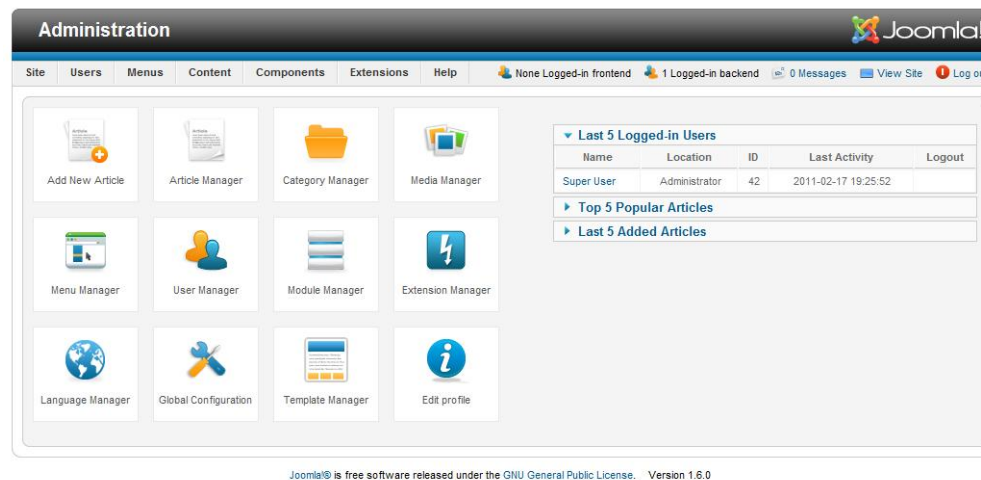 Administration
Joomla!
Site Users Menus Content Components Extensions Help None Logged-in frontend 1 Logged-in backend 0 Messages View Site Log o
Last 5 Logged-in Users
Name Location ID Last Activity Logout
Super User Administrator 42 2011-02-17 19:25:52
Top 5 Popular Articles
Last 5 Added Articles
Article
Article
Add New Article Article Manager Category Manager Media Manager
Menu Manager User Manager Module Manager Extension Manager
Language Manager Global Configuration Template Manager Edit profile
Joomla!® is free software released under the GNU General Public License. Version 1.6.0